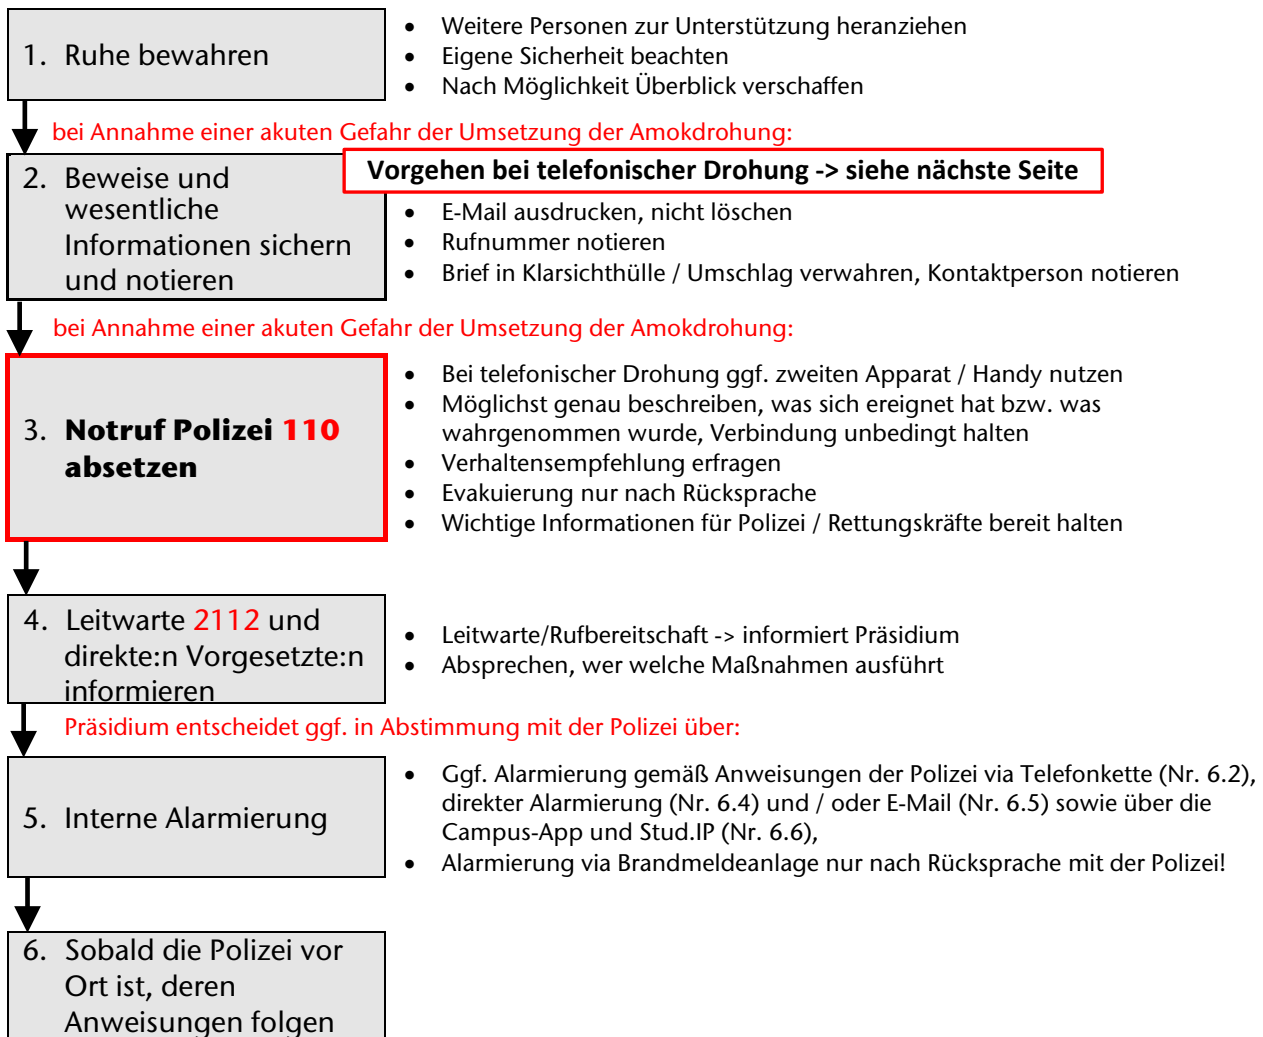 1. Ruhe bewahren
• Weitere Personen zur Unterstützung heranziehen
• Eigene Sicherheit beachten
• Nach Möglichkeit Überblick verschaffen
bei Annahme einer akuten Gefahr der Umsetzung der Amokdrohung:
2. Beweise und
wesentliche
Informationen sichern
und notieren
Vorgehen bei telefonischer Drohung -> siehe nächste Seite
• E-Mail ausdrucken, nicht löschen
• Rufnummer notieren
• Brief in Klarsichthülle / Umschlag verwahren, Kontaktperson notieren
bei Annahme einer akuten Gefahr der Umsetzung der Amokdrohung:
3. Notruf Polizei 110
absetzen
• Bei telefonischer Drohung ggf. zweiten Apparat / Handy nutzen
• Möglichst genau beschreiben, was sich ereignet hat bzw. was
wahrgenommen wurde, Verbindung unbedingt halten
• Verhaltensempfehlung erfragen
• Evakuierung nur nach Rücksprache
• Wichtige Informationen für Polizei / Rettungskräfte bereit halten
4. Leitwarte 2112 und
direkte:n Vorgesetzte:n
informieren
• Leitwarte/Rufbereitschaft -> informiert Präsidium
• Absprechen, wer welche Maßnahmen ausführt
Präsidium entscheidet ggf. in Abstimmung mit der Polizei über:
5. Interne Alarmierung
• Ggf. Alarmierung gemäß Anweisungen der Polizei via Telefonkette (Nr. 6.2),
direkter Alarmierung (Nr. 6.4) und / oder E-Mail (Nr. 6.5) sowie über die
Campus-App und Stud.IP (Nr. 6.6),
• Alarmierung via Brandmeldeanlage nur nach Rücksprache mit der Polizei!
6. Sobald die Polizei vor
Ort ist, deren
Anweisungen folgen